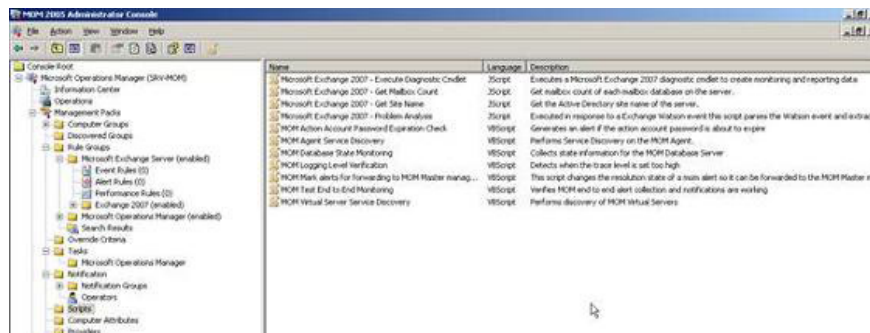 MOM 2005 Administrator Console
File Action View Window Help
Console Root
Microsoft Operations Manager (SRV-MOM)
Information Center
Operations
Management Packs
Computer Groups
Discovered Groups
Rule Groups
Microsoft Exchange Server (enabled)
Event Rules (0)
Alert Rules (0)
Performance Rules (0)
Exchange 2007 (enabled)
Microsoft Operations Manager (enabled)
Search Results
Override Criteria
Tasks
Microsoft Operations Manager
Notification
Notification Groups
Operators
Scripts
Computer Attributes
Providers
Name Language Description
Microsoft Exchange 2007 - Execute Diagnostic Cmdlet JScript Executes a Microsoft Exchange 2007 diagnostic cmdlet to create monitoring and reporting data
Microsoft Exchange 2007 - Get Mailbox Count JScript Get mailbox count of each mailbox database on the server.
Microsoft Exchange 2007 - Get Site Name JScript Get the Active Directory site name of the server.
Microsoft Exchange 2007 - Problem Analysis JScript Executed in response to a Exchange Watson event this script parses the Watson event and extrac
MOM Action Account Password Expiration Check VBScript Generates an alert if the action account password is about to expire
MOM Agent Service Discovery VBScript Performs Service Discovery on the MOM Agent.
MOM Database State Monitoring VBScript Collects state information for the MOM Database Server
MOM Logging Level Verification VBScript Detects when the trace level is set too high
MOM Mark alerts for forwarding to MOM Master manag... VBScript This script changes the resolution state of a mom alert so it can be forwarded to the MOM Master
MOM Test End to End Monitoring VBScript Verifies MOM end to end alert collection and notifications are working
MOM Virtual Server Service Discovery VBScript Performs discovery of MOM Virtual Servers